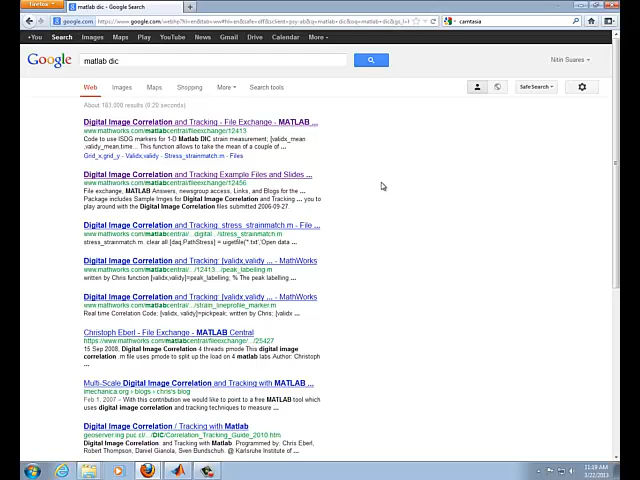 firefox
matlab dic - Google Search
google.com
camtasia
+You Search Images Maps Play YouTube News Gmail Drive Calendar More
Google
matlab dic
Nitin Suares
Web Images Maps Shopping More Search tools
SafeSearch
About 183,000 results (0.20 seconds)
Digital Image Correlation and Tracking - File Exchange - MATLAB ...
www.mathworks.com/matlabcentral/fileexchange/12413
Code to use ISDG markers for 1-D Matlab DIC strain measurement; [validx_mean
,validy_mean,time... This function allows to take the mean of a couple of ...
Grid_x,grid_y - Validx,validy - Stress_strainmatch.m - Files
Digital Image Correlation and Tracking Example Files and Slides ...
www.mathworks.com/matlabcentral/fileexchange/12456
File exchange, MATLAB Answers, newsgroup access, Links, and Blogs for the ...
Package includes Sample Imges for Digital Image Correlation and Tracking ... you to
play around with the Digital Image Correlation files submitted 2006-09-27.
Digital Image Correlation and Tracking: stress_strainmatch.m - File ...
www.mathworks.com/matlabcentral/...digital.../stress_strainmatch.m
stress_strainmatch.m. clear all [daq,PathStress] = uigetfile('*.txt','Open data ...
Digital Image Correlation and Tracking: [validx,validy ... - MathWorks
www.mathworks.com/matlabcentral/.../12413.../peak_labelling.m
written by Chris function [validx,validy]=peak_labelling; % The peak labelling ...
Digital Image Correlation and Tracking: [validx,validy ... - MathWorks
www.mathworks.com/matlabcentral/.../strain_lineprofile_marker.m
Real time Correlation Code; written by Chris; [validx, validy]=pickpeak; [validx ...
Christoph Eberl - File Exchange - MATLAB Central
https://www.mathworks.com/matlabcentral/fileexchange/.../25427
15 Sep 2008, Digital Image Correlation 4 threads pmode This digital image
correlation .m file uses pmode to split up the load on 4 matlab labs Author: Christoph
...
Multi-Scale Digital Image Correlation and Tracking with MATLAB ...
imechanica.org › blogs › chris's blog
Feb 1, 2007 – With this contribution we would like to point to a free MATLAB tool which
uses digital image correlation and tracking techniques to measure ...
Digital Image Correlation / Tracking with Matlab
geoserver.ing.puc.cl/.../DIC/Correlation_Tracking_Guide_2010.htm
Digital Image Correlation and Tracking with Matlab. Programmed by: Chris Eberl,
Robert Thompson, Daniel Gianola, Sven Bundschuh. @ Karlsruhe Institute of ...
11:19 AM
3/22/2013